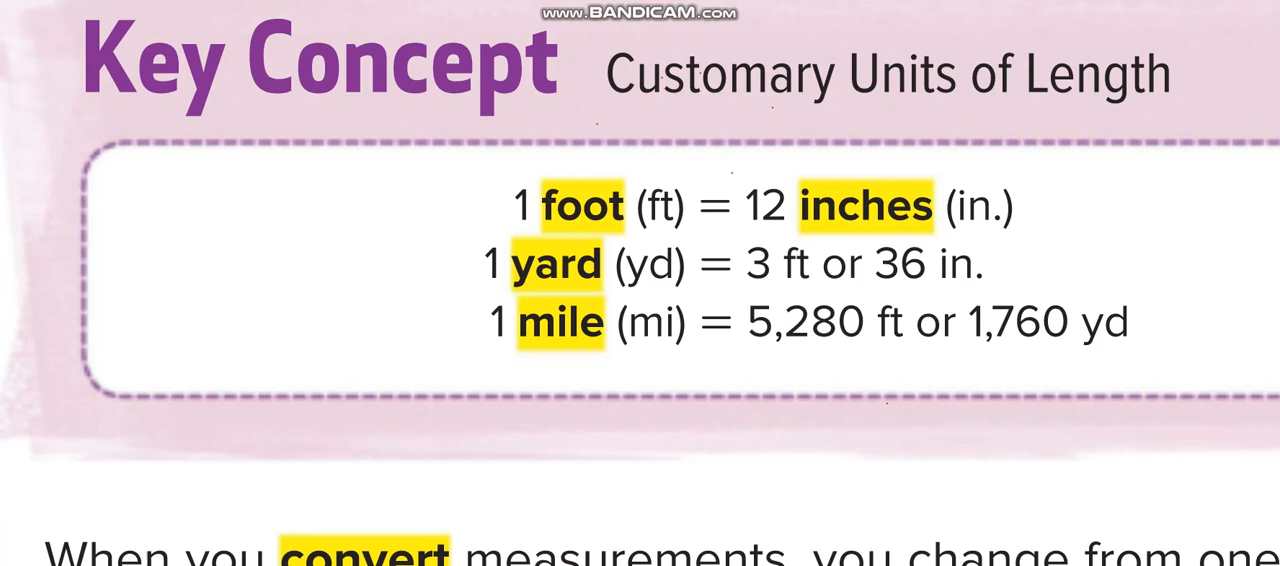 www.BANDICAM.com
Key Concept Customary Units of Length
1 foot (ft) = 12 inches (in.)
1 yard (yd) = 3 ft or 36 in.
1 mile (mi) = 5,280 ft or 1,760 yd
When you convert measurements, you change from one